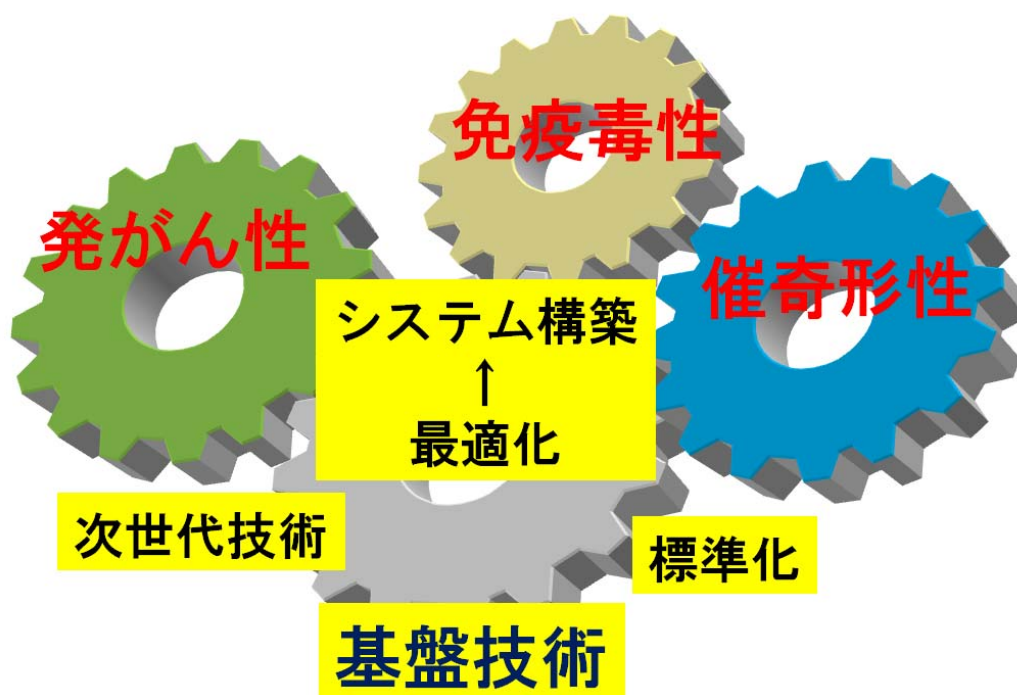 免疫毒性
発がん性
催奇形性
システム構築
↑
最適化
次世代技術
標準化
基盤技術